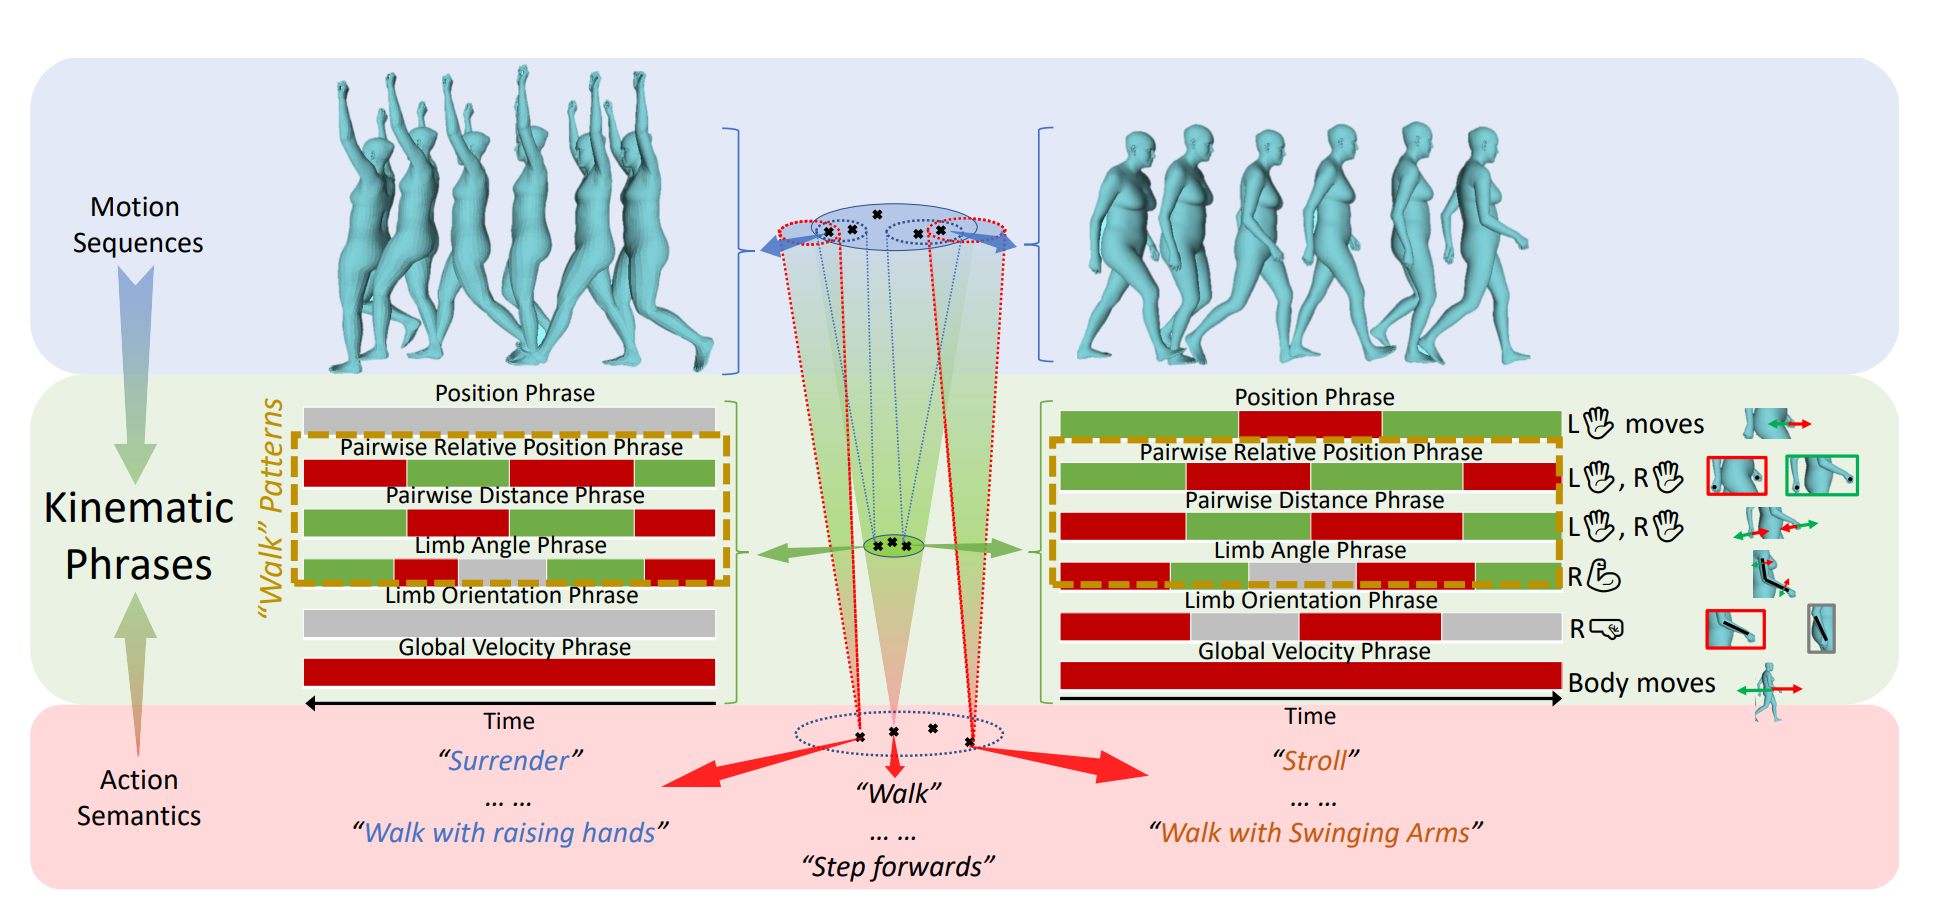 Motion
Sequences
Kinematic
Phrases
Action
Semantics
“Walk” Patterns
Position Phrase
Pairwise Relative Position Phrase
Pairwise Distance Phrase
Limb Angle Phrase
Limb Orientation Phrase
Global Velocity Phrase
Time
“Surrender”
... ...
“Walk with raising hands”
“Walk”
... ...
“Step forwards”
Position Phrase
Pairwise Relative Position Phrase
Pairwise Distance Phrase
Limb Angle Phrase
Limb Orientation Phrase
Global Velocity Phrase
Time
L moves
L , R
L , R
R
R
Body moves
“Stroll”
... ...
“Walk with Swinging Arms”